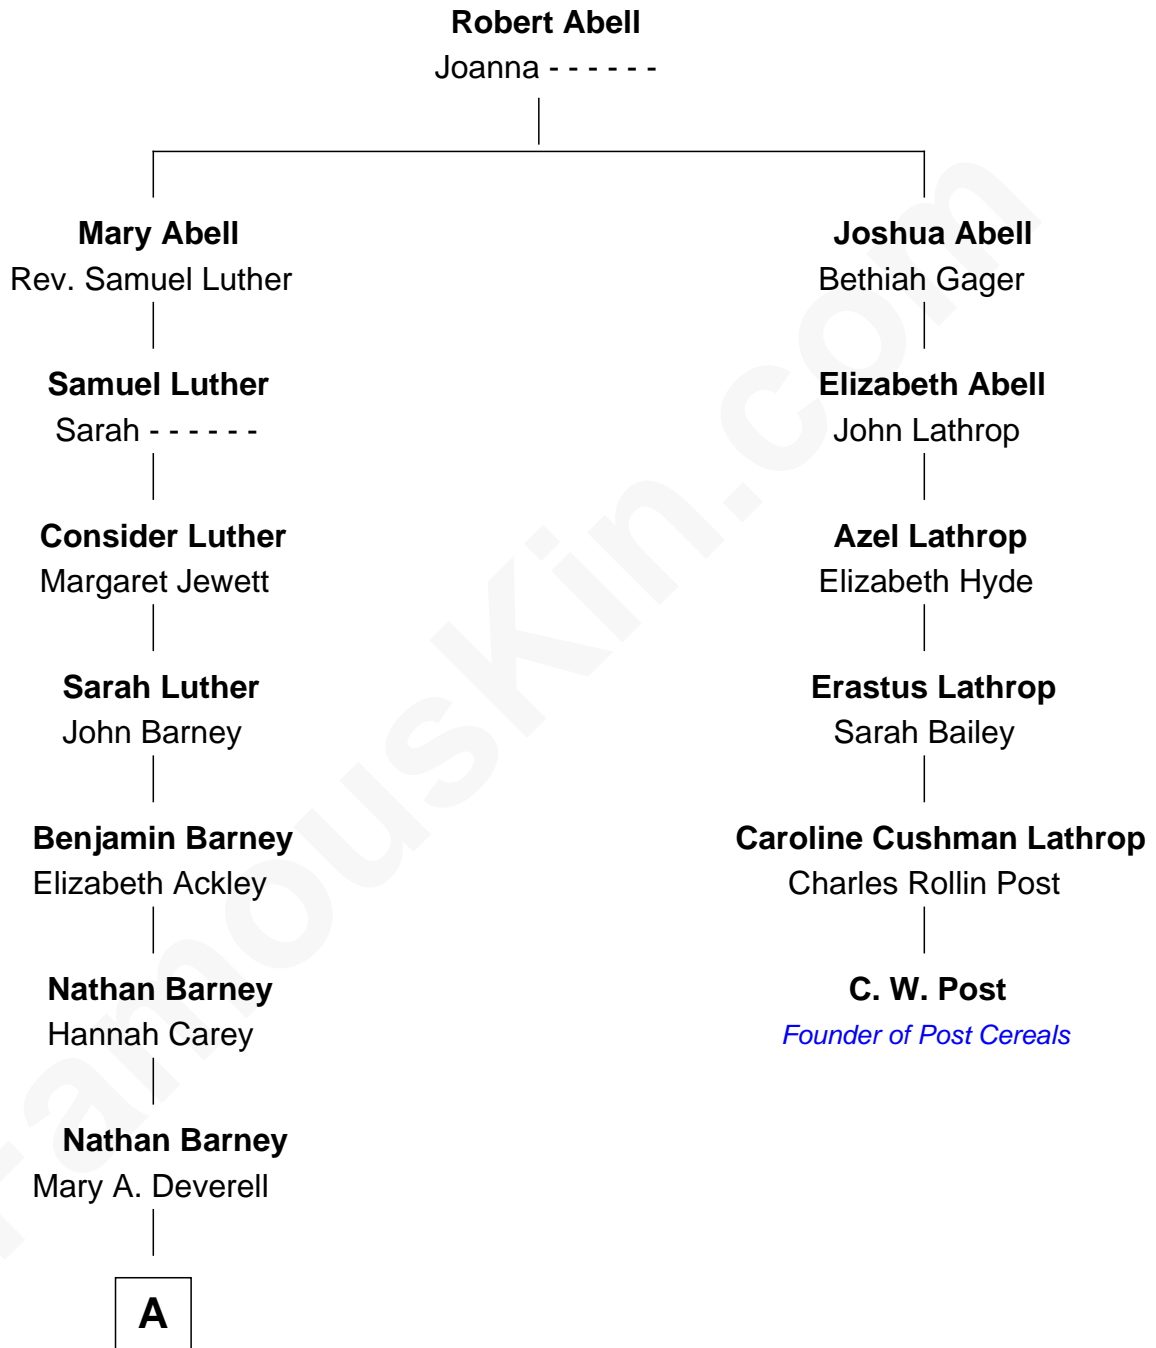 Robert Abell
Joanna - - - - - -
Mary Abell
Rev. Samuel Luther
Joshua Abell
Bethiah Gager
Samuel Luther
Sarah - - - - - -
Elizabeth Abell
John Lathrop
Consider Luther
Margaret Jewett
Azel Lathrop
Elizabeth Hyde
Sarah Luther
John Barney
Erastus Lathrop
Sarah Bailey
Benjamin Barney
Elizabeth Ackley
Caroline Cushman Lathrop
Charles Rollin Post
Nathan Barney
Hannah Carey
C. W. Post
Founder of Post Cereals
Nathan Barney
Mary A. Deverell
A
FamousKin.com